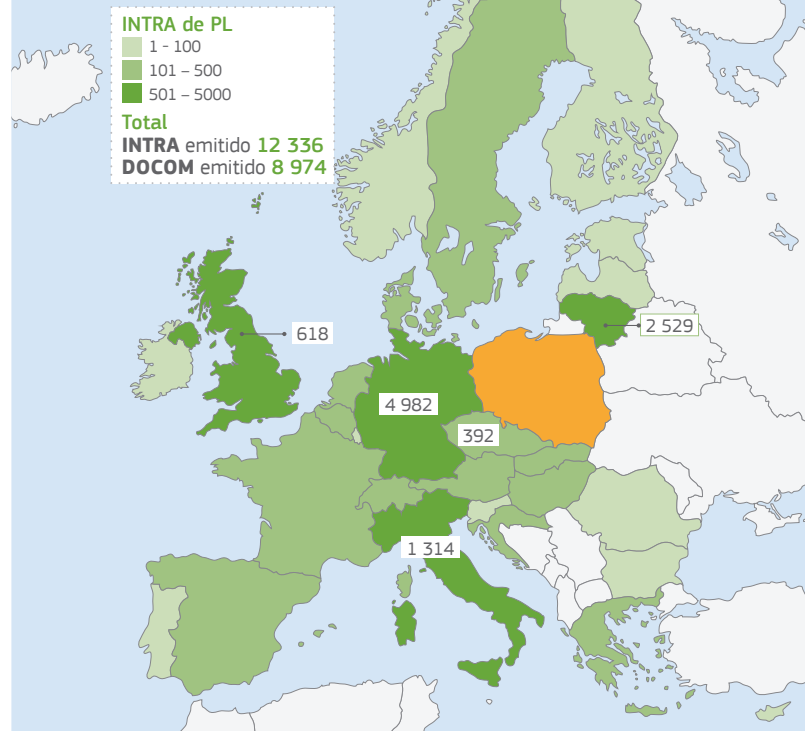 INTRA de PL
1 - 100
101 – 500
501 – 5000
Total
INTRA emitido 12 336
DOCOM emitido 8 974
618
2 529
4 982
392
1 314